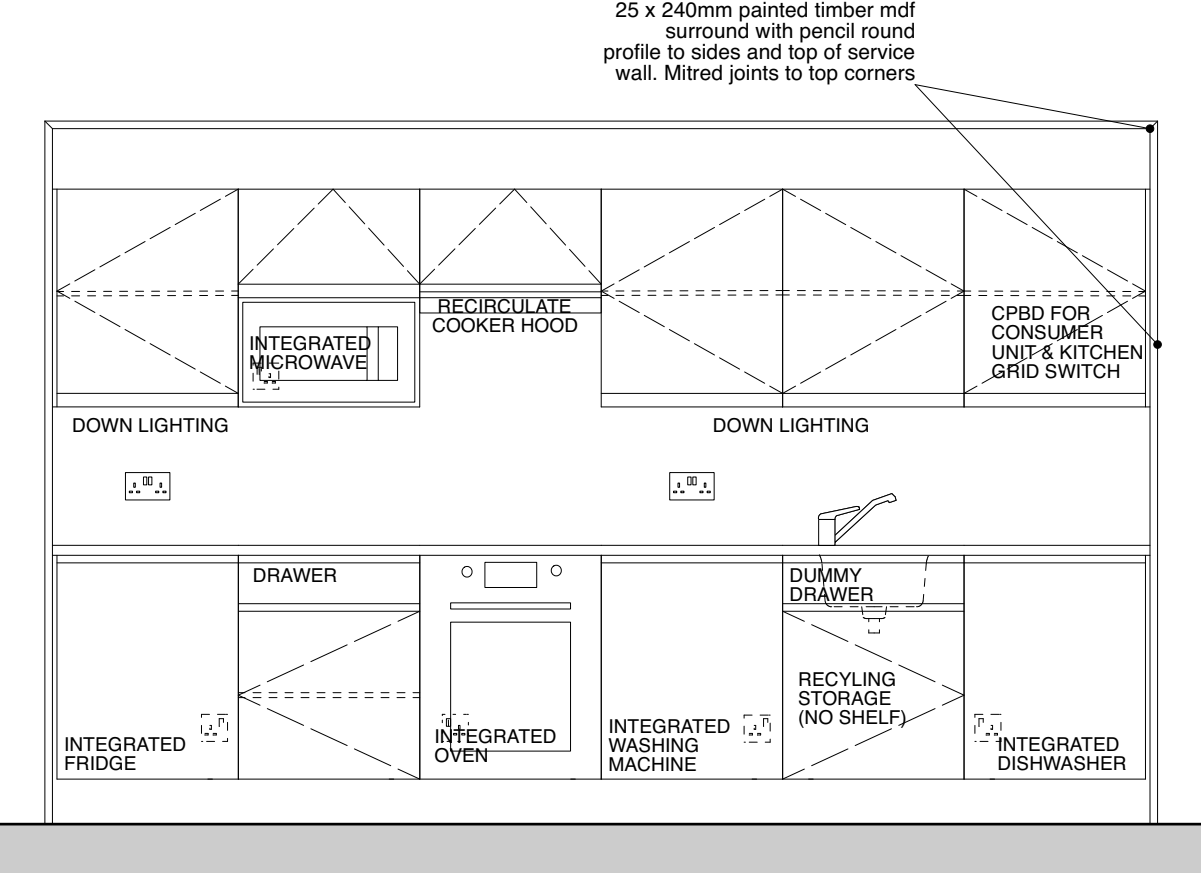 25 x 240mm painted timber mdf
surround with pencil round
profile to sides and top of service
wall. Mitred joints to top corners
RECIRCULATE
COOKER HOOD
INTEGRATED
MICROWAVE
CPBD FOR
CONSUMER
UNIT & KITCHEN
GRID SWITCH
DOWN LIGHTING
DOWN LIGHTING
DRAWER
DUMMY
DRAWER
RECYLING
STORAGE
(NO SHELF)
INTEGRATED
FRIDGE
INTEGRATED
OVEN
INTEGRATED
WASHING
MACHINE
INTEGRATED
DISHWASHER